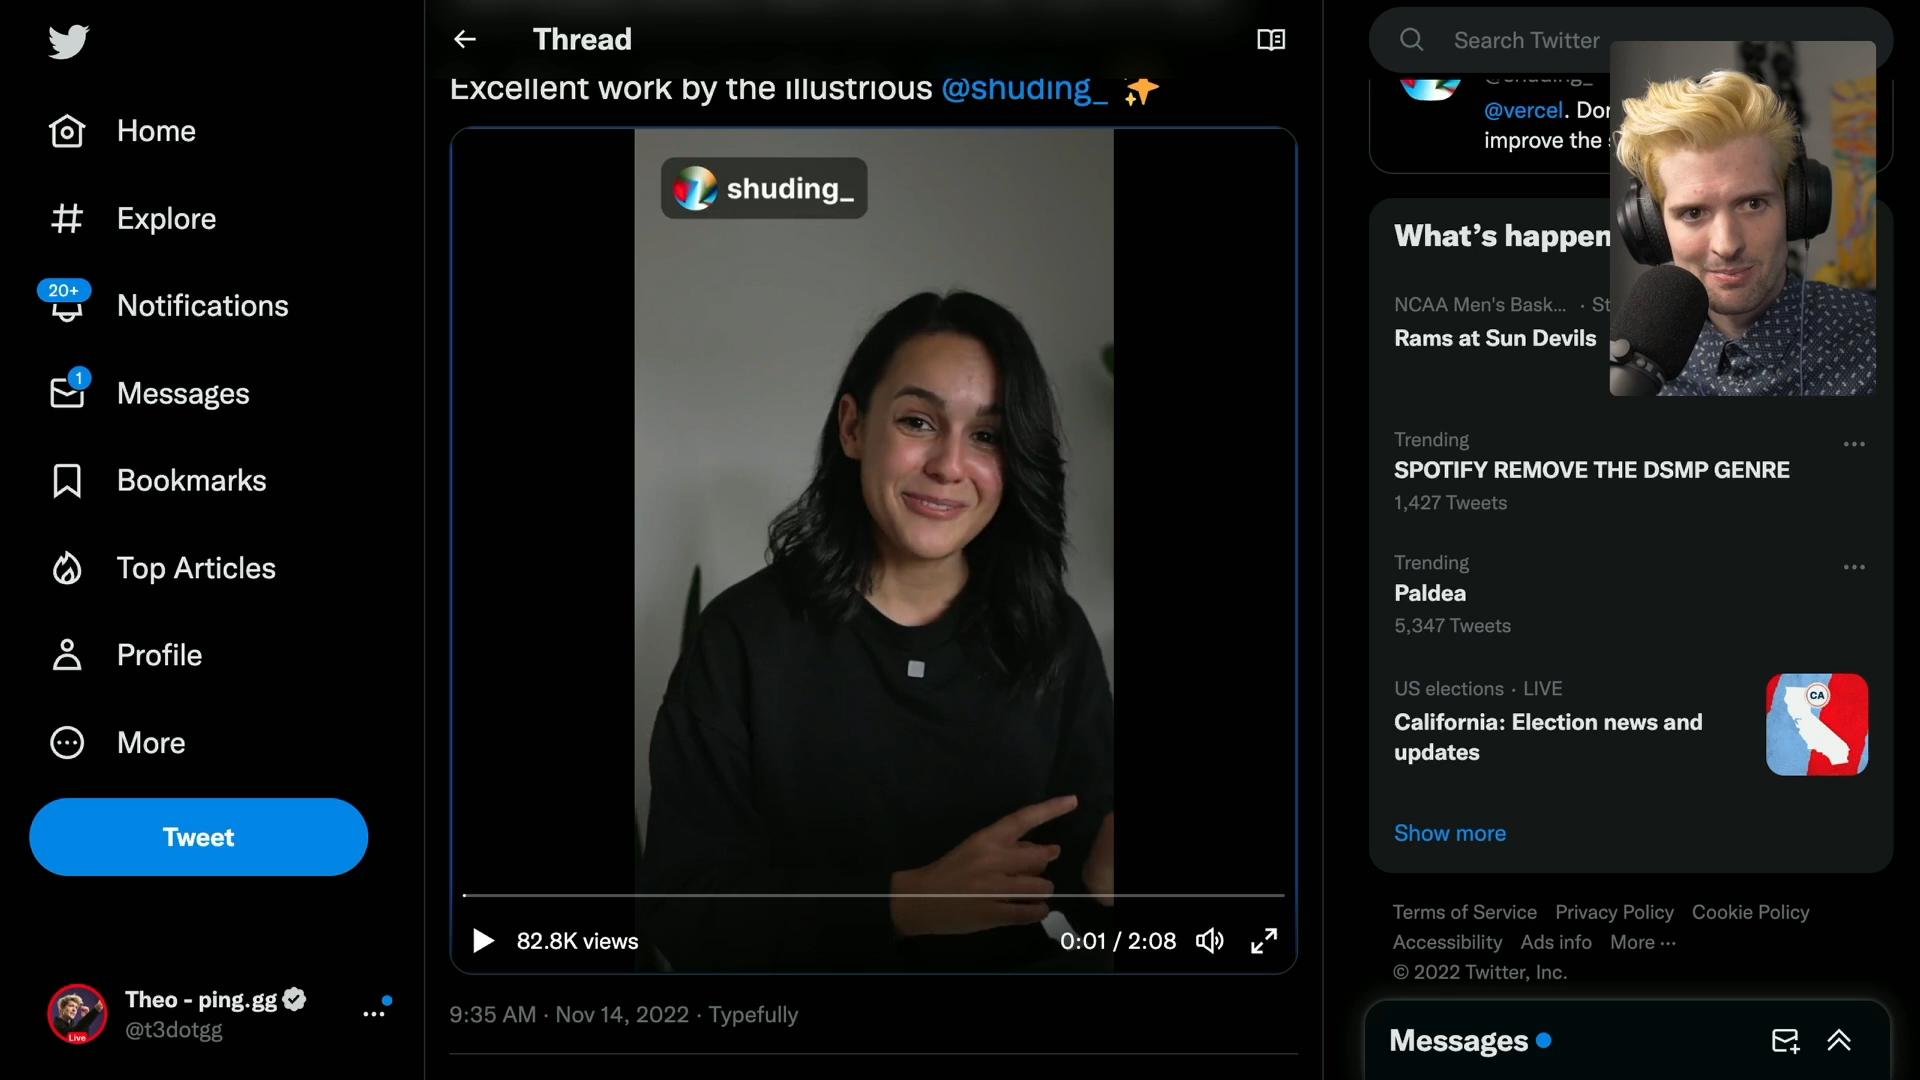 Home
Explore
20+
Notifications
1
Messages
Bookmarks
Top Articles
Profile
More
Tweet
Theo - ping.gg
@t3dotgg
Live
Thread
Excellent work by the illustrious @shuding_ ✨
shuding_
82.8K views
0:01 / 2:08
9:35 AM · Nov 14, 2022 · Typefully
Search Twitter
@shuding_
@vercel. Dor
improve the
What’s happen
NCAA Men's Bask... · St
Rams at Sun Devils
Trending
SPOTIFY REMOVE THE DSMP GENRE
1,427 Tweets
Trending
Paldea
5,347 Tweets
US elections · LIVE
California: Election news and
updates
CA
Show more
Terms of Service Privacy Policy Cookie Policy
Accessibility Ads info More ···
© 2022 Twitter, Inc.
Messages